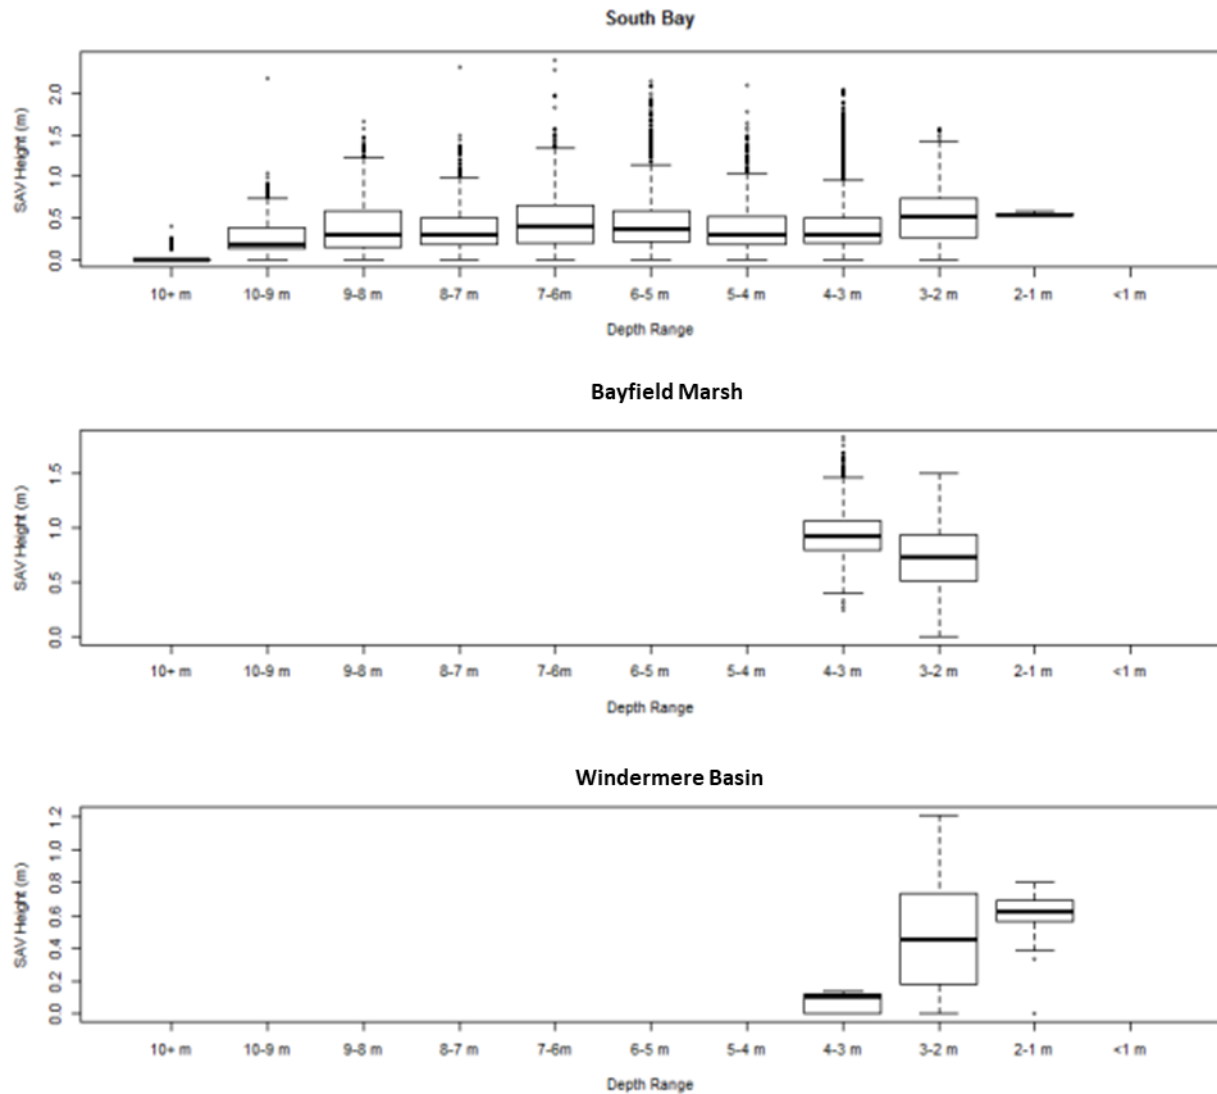 South Bay
SAV Height (m)
2.0
1.5
1.0
0.5
0.0
10+ m 10-9 m 9-8 m 8-7 m 7-6m 6-5 m 5-4 m 4-3 m 3-2 m 2-1 m <1 m
Depth Range
Bayfield Marsh
SAV Height (m)
1.5
1.0
0.5
0.0
10+ m 10-9 m 9-8 m 8-7 m 7-6m 6-5 m 5-4 m 4-3 m 3-2 m 2-1 m <1 m
Depth Range
Windermere Basin
SAV Height (m)
1.2
1.0
0.8
0.6
0.4
0.2
0.0
10+ m 10-9 m 9-8 m 8-7 m 7-6m 6-5 m 5-4 m 4-3 m 3-2 m 2-1 m <1 m
Depth Range